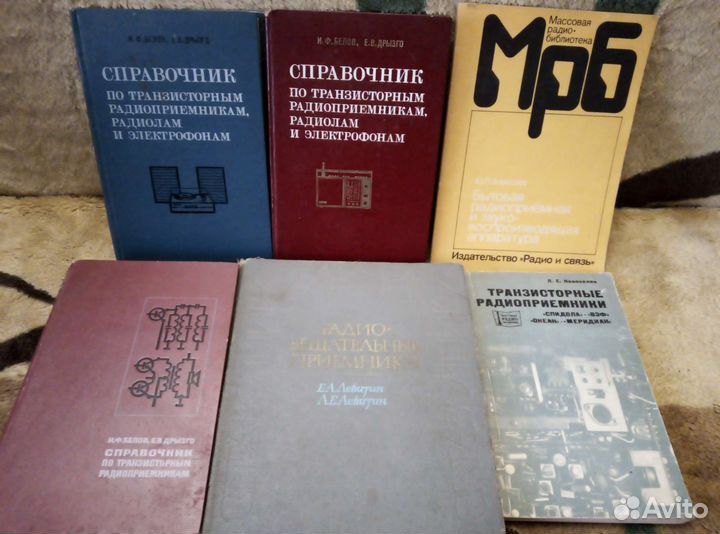 И.Ф. БЕЛОВ, Е.В. ДРЫЗГО
СПРАВОЧНИК
ПО ТРАНЗИСТОРНЫМ
РАДИОПРИЕМНИКАМ,
РАДИОЛАМ
И ЭЛЕКТРОФОНАМ
И.Ф. БЕЛОВ, Е.В. ДРЫЗГО
СПРАВОЧНИК
ПО ТРАНЗИСТОРНЫМ
РАДИОПРИЕМНИКАМ,
РАДИОЛАМ
И ЭЛЕКТРОФОНАМ
Массовая
радио-
библиотека
Мрб
Бытовая
радиоприемная
и звуко-
воспроизводящая
аппаратура
Издательство «Радио и связь»
И.Ф. БЕЛОВ, Е.В. ДРЫЗГО
СПРАВОЧНИК
ПО ТРАНЗИСТОРНЫМ
РАДИОПРИЕМНИКАМ
РАДИО-
ВЕЩАТЕЛЬНЫЕ
ПРИЕМНИКИ
Е.А. Левитин
Л.Е. Левитин
ТРАНЗИСТОРНЫЕ
РАДИОПРИЕМНИКИ
«СПИДОЛА», «ВЭФ»,
«ОКЕАН», «МЕРИДИАН»
Avito